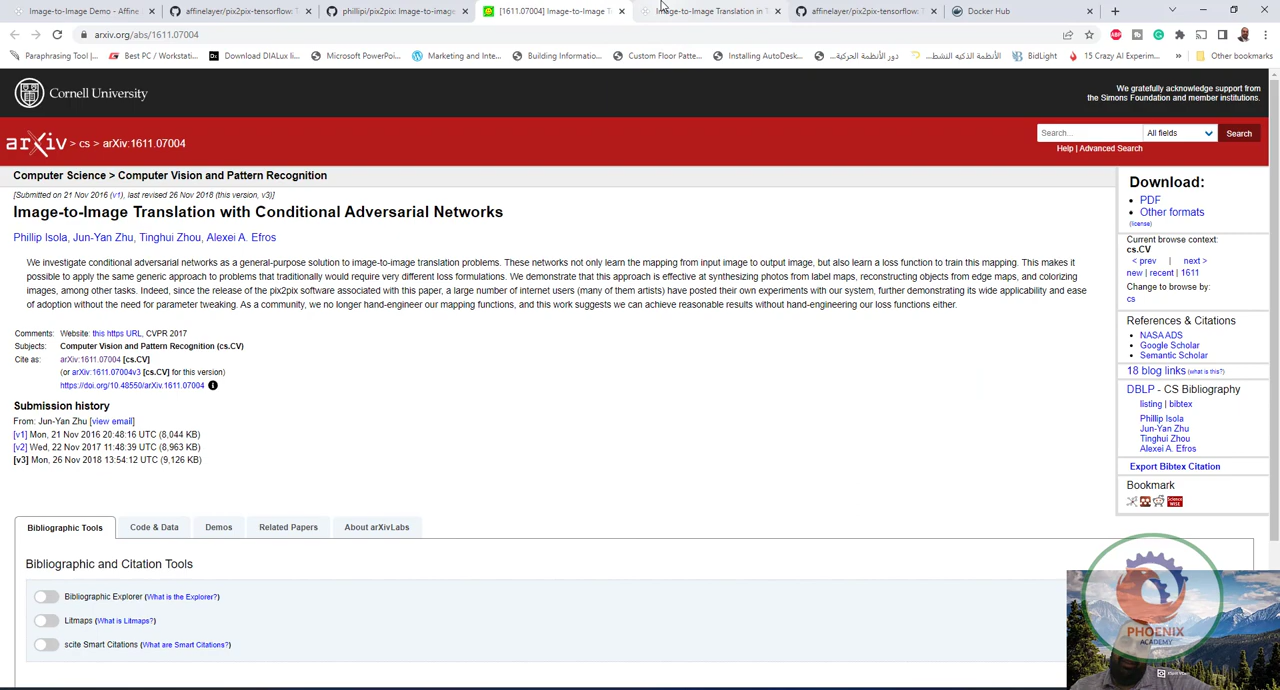 Image-to-Image Demo - Affine
affinelayer/pix2pix-tensorflow: T
phillipi/pix2pix: Image-to-image
[1611.07004] Image-to-Image T
Image-to-Image Translation in T
affinelayer/pix2pix-tensorflow: T
Docker Hub
arxiv.org/abs/1611.07004
Paraphrasing Tool |...
Best PC / Workstati...
Download DIALux li...
Microsoft PowerPoi...
Marketing and Inte...
Building Informatio...
Custom Floor Patte...
Installing AutoDesk...
دور الأنظمة الحركية...
الأنظمة الذكيه النشط...
BidLight
15 Crazy AI Experim...
»
Other bookmarks
Cornell University
We gratefully acknowledge support from
the Simons Foundation and member institutions.
arXiv > cs > arXiv:1611.07004
Search...
All fields
Search
Help | Advanced Search
Computer Science > Computer Vision and Pattern Recognition
[Submitted on 21 Nov 2016 (v1), last revised 26 Nov 2018 (this version, v3)]
Image-to-Image Translation with Conditional Adversarial Networks
Phillip Isola, Jun-Yan Zhu, Tinghui Zhou, Alexei A. Efros
We investigate conditional adversarial networks as a general-purpose solution to image-to-image translation problems. These networks not only learn the mapping from input image to output image, but also learn a loss function to train this mapping. This makes it
possible to apply the same generic approach to problems that traditionally would require very different loss formulations. We demonstrate that this approach is effective at synthesizing photos from label maps, reconstructing objects from edge maps, and colorizing
images, among other tasks. Indeed, since the release of the pix2pix software associated with this paper, a large number of internet users (many of them artists) have posted their own experiments with our system, further demonstrating its wide applicability and ease
of adoption without the need for parameter tweaking. As a community, we no longer hand-engineer our mapping functions, and this work suggests we can achieve reasonable results without hand-engineering our loss functions either.
Comments: Website: this https URL, CVPR 2017
Subjects: Computer Vision and Pattern Recognition (cs.CV)
Cite as: arXiv:1611.07004 [cs.CV]
(or arXiv:1611.07004v3 [cs.CV] for this version)
https://doi.org/10.48550/arXiv.1611.07004
Submission history
From: Jun-Yan Zhu [view email]
[v1] Mon, 21 Nov 2016 20:48:16 UTC (8,044 KB)
[v2] Wed, 22 Nov 2017 11:48:39 UTC (8,963 KB)
[v3] Mon, 26 Nov 2018 13:54:12 UTC (9,126 KB)
Download:
PDF
Other formats
(license)
Current browse context:
cs.CV
< prev | next >
new | recent | 1611
Change to browse by:
cs
References & Citations
NASA ADS
Google Scholar
Semantic Scholar
18 blog links (what is this?)
DBLP - CS Bibliography
listing | bibtex
Phillip Isola
Jun-Yan Zhu
Tinghui Zhou
Alexei A. Efros
Export Bibtex Citation
Bookmark
Bibliographic Tools
Code & Data
Demos
Related Papers
About arXivLabs
Bibliographic and Citation Tools
Bibliographic Explorer (What is the Explorer?)
Litmaps (What is Litmaps?)
scite Smart Citations (What are Smart Citations?)
PHOENIX
ACADEMY